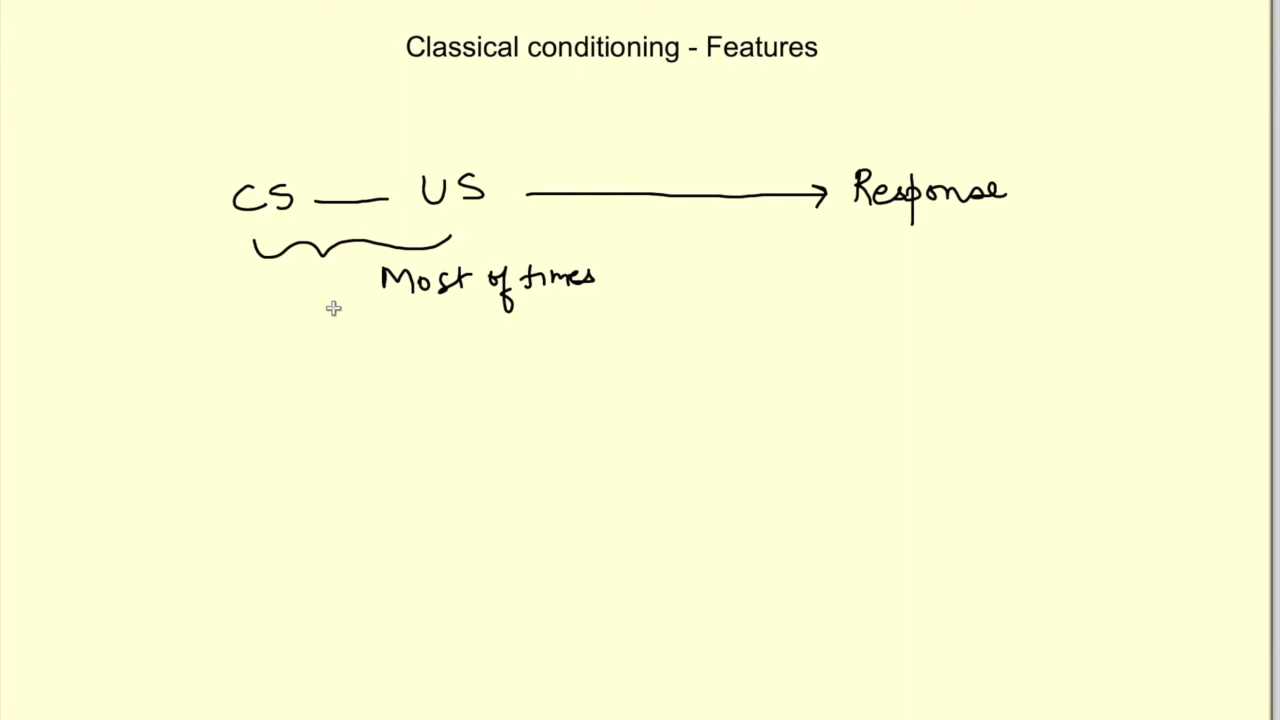 Classical conditioning - Features
CS — US → Response
Most of times